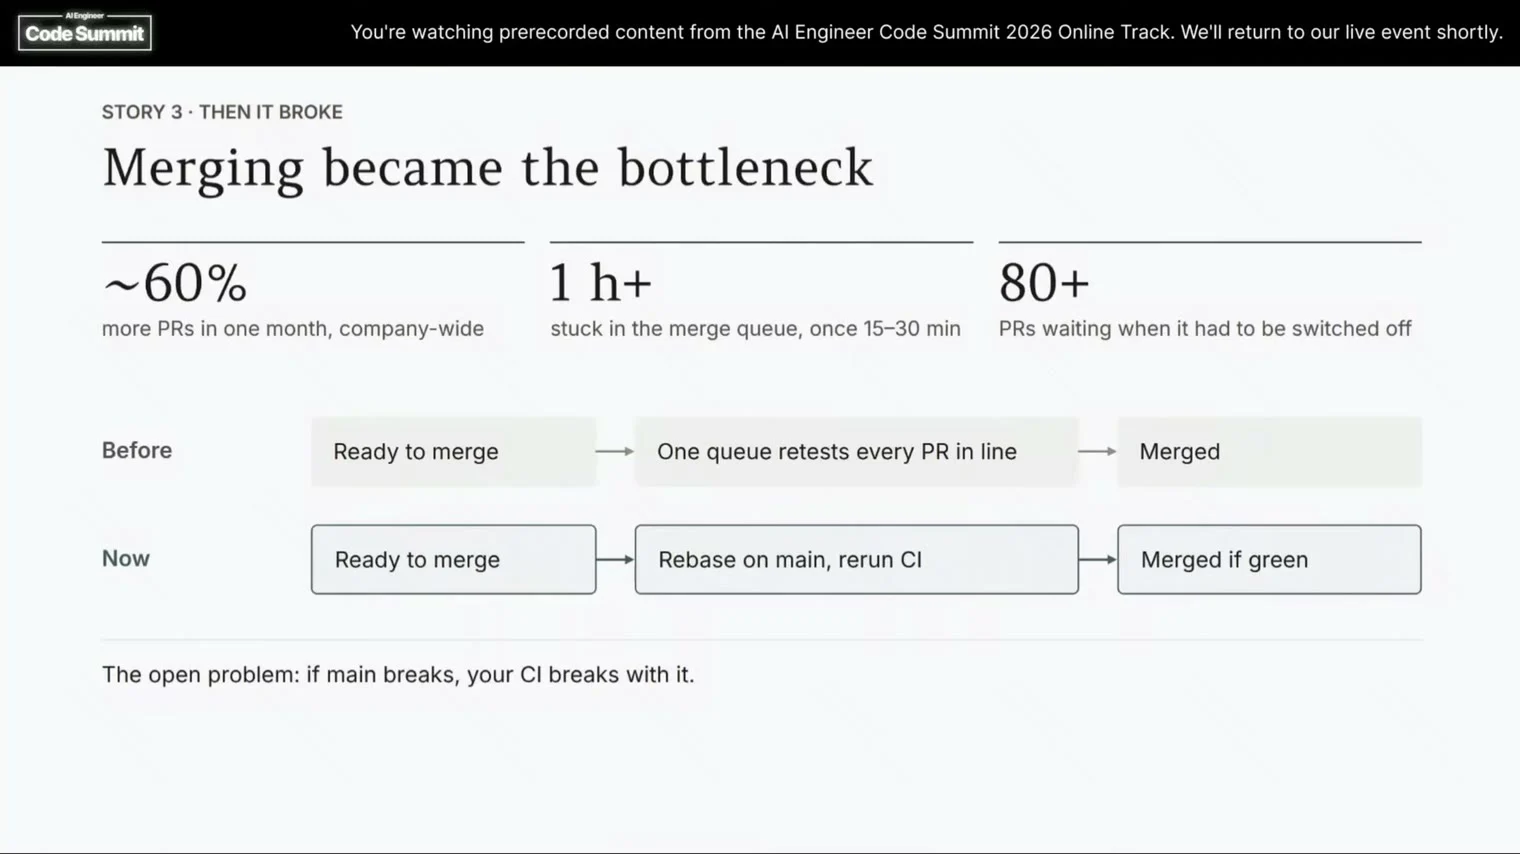 AI Engineer
Code Summit
You're watching prerecorded content from the AI Engineer Code Summit 2026 Online Track. We'll return to our live event shortly.
STORY 3 · THEN IT BROKE
Merging became the bottleneck
~60%
more PRs in one month, company-wide
1 h+
stuck in the merge queue, once 15–30 min
80+
PRs waiting when it had to be switched off
Before
Ready to merge
One queue retests every PR in line
Merged
Now
Ready to merge
Rebase on main, rerun CI
Merged if green
The open problem: if main breaks, your CI breaks with it.